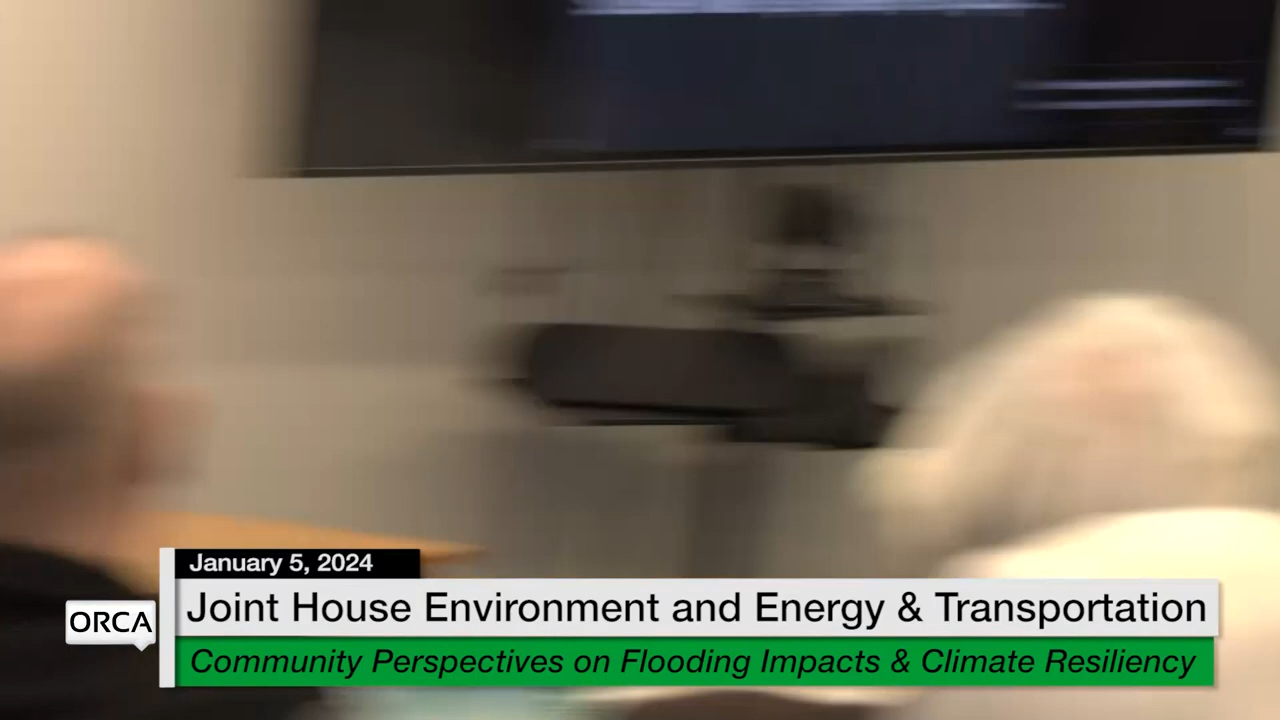 January 5, 2024
Joint House Environment and Energy & Transportation
ORCA
Community Perspectives on Flooding Impacts & Climate Resiliency